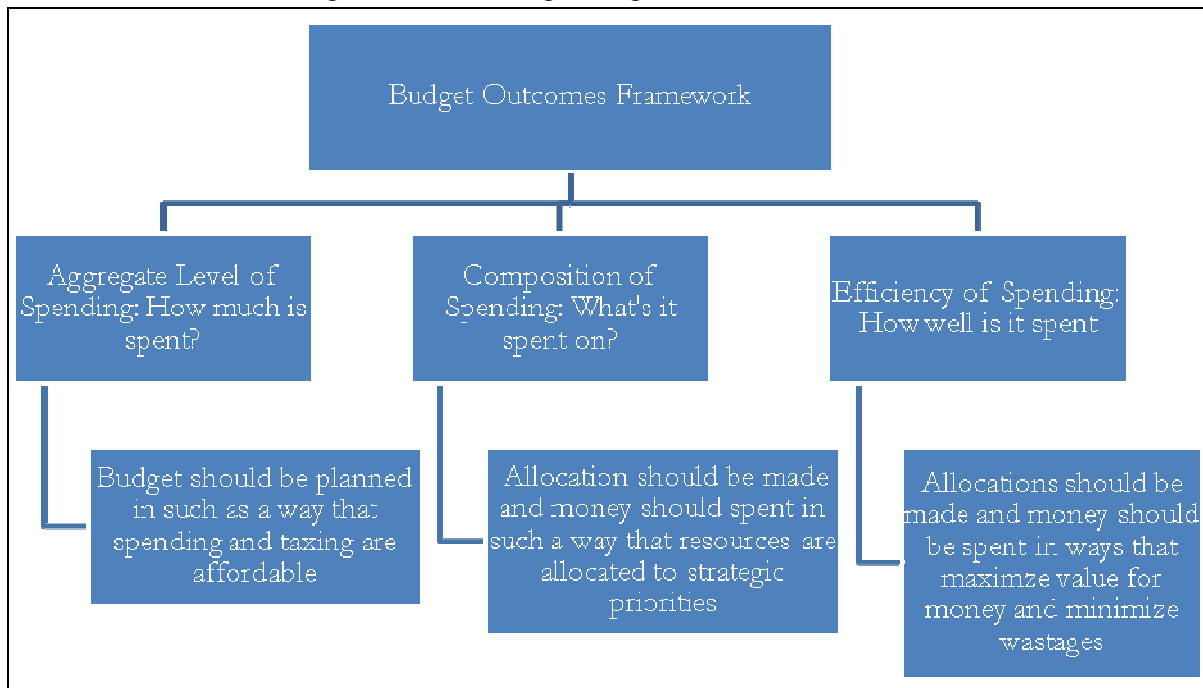 Budget Outcomes Framework
Aggregate Level of
Spending: How much is
spent?
Budget should be planned
in such as a way that
spending and taxing are
affordable
Composition of
Spending: What's it
spent on?
Allocation should be made
and money should spent in
such a way that resources are
allocated to strategic
priorities
Efficiency of Spending:
How well is it spent
Allocations should be
made and money should
be spent in ways that
maximze value for
money and minimize
wastages